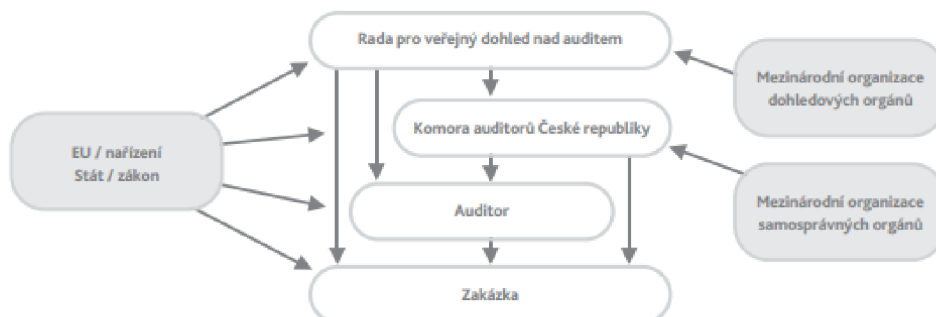 Rada pro veřejný dohled nad auditem
Mezinárodní organizace
dohledových orgánů
Komora auditorů České republiky
EU / nařízení
Stát / zákon
Mezinárodní organizace
samosprávných orgánů
Auditor
Zakázka